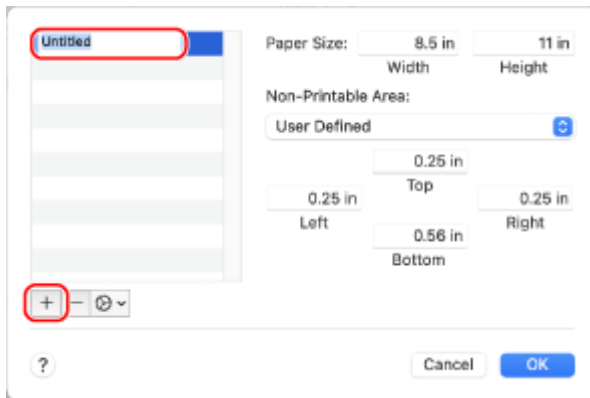 Untitled
Paper Size: 8.5 in 11 in
Width Height
Non-Printable Area:
User Defined
0.25 in
Top
0.25 in 0.25 in
Left Right
0.56 in
Bottom
+ −
?
Cancel OK